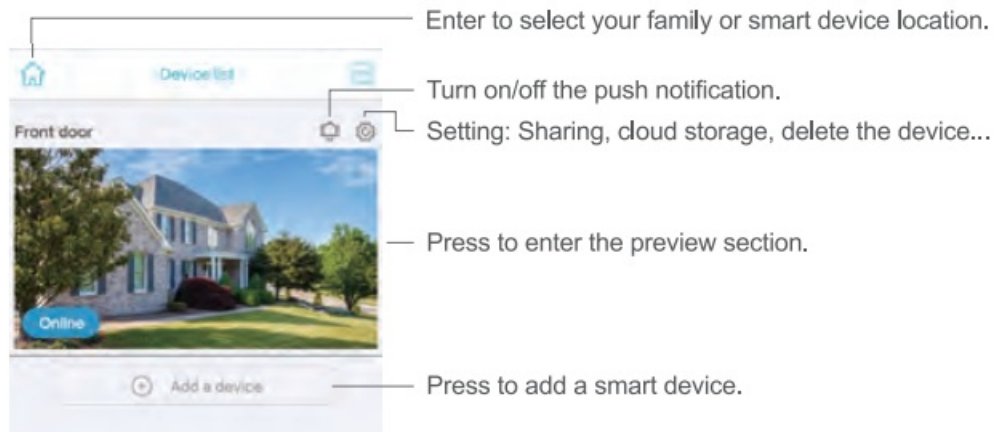 Enter to select your family or smart device location.
Device list
Turn on/off the push notification.
Front door
Setting: Sharing, cloud storage, delete the device...
Press to enter the preview section.
Online
Add a device
Press to add a smart device.